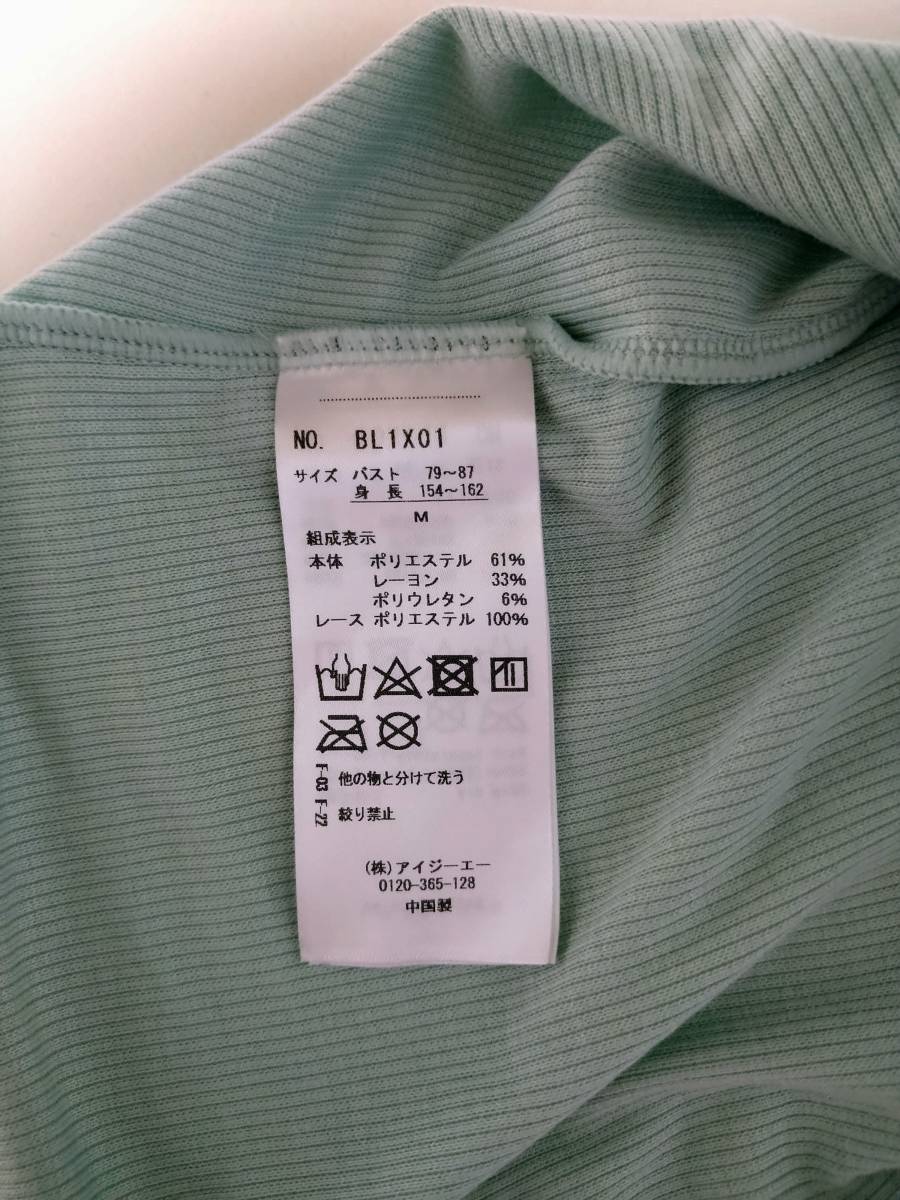 NO. BL1X01
サイズ バスト 79~87
身長 154~162
M
組成表示
本体 ポリエステル 61%
レーヨン 33%
ポリウレタン 6%
レース ポリエステル 100%
F-03 他の物と分けて洗う
F-22 絞り禁止
(株)アイジーエー
0120-365-128
中国製